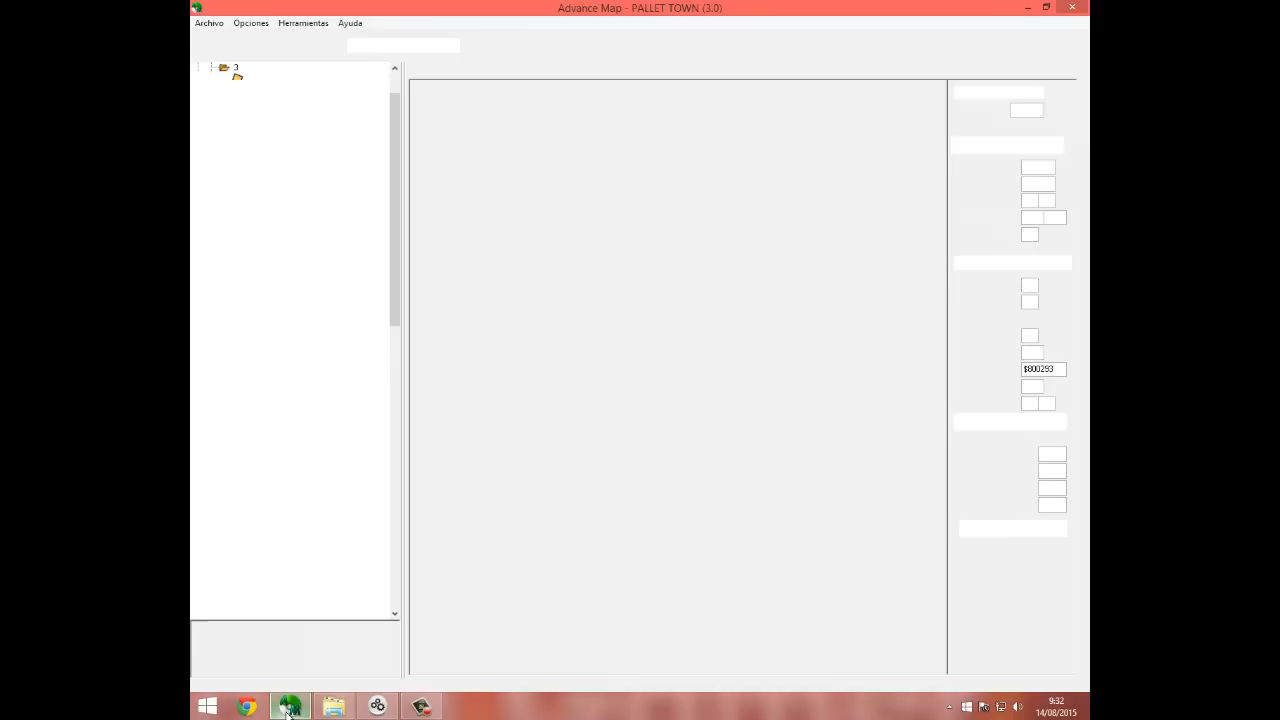 Advance Map - PALLET TOWN (3.0)
Archivo Opciones Herramientas Ayuda
3
$800293
9:32
14/08/2015